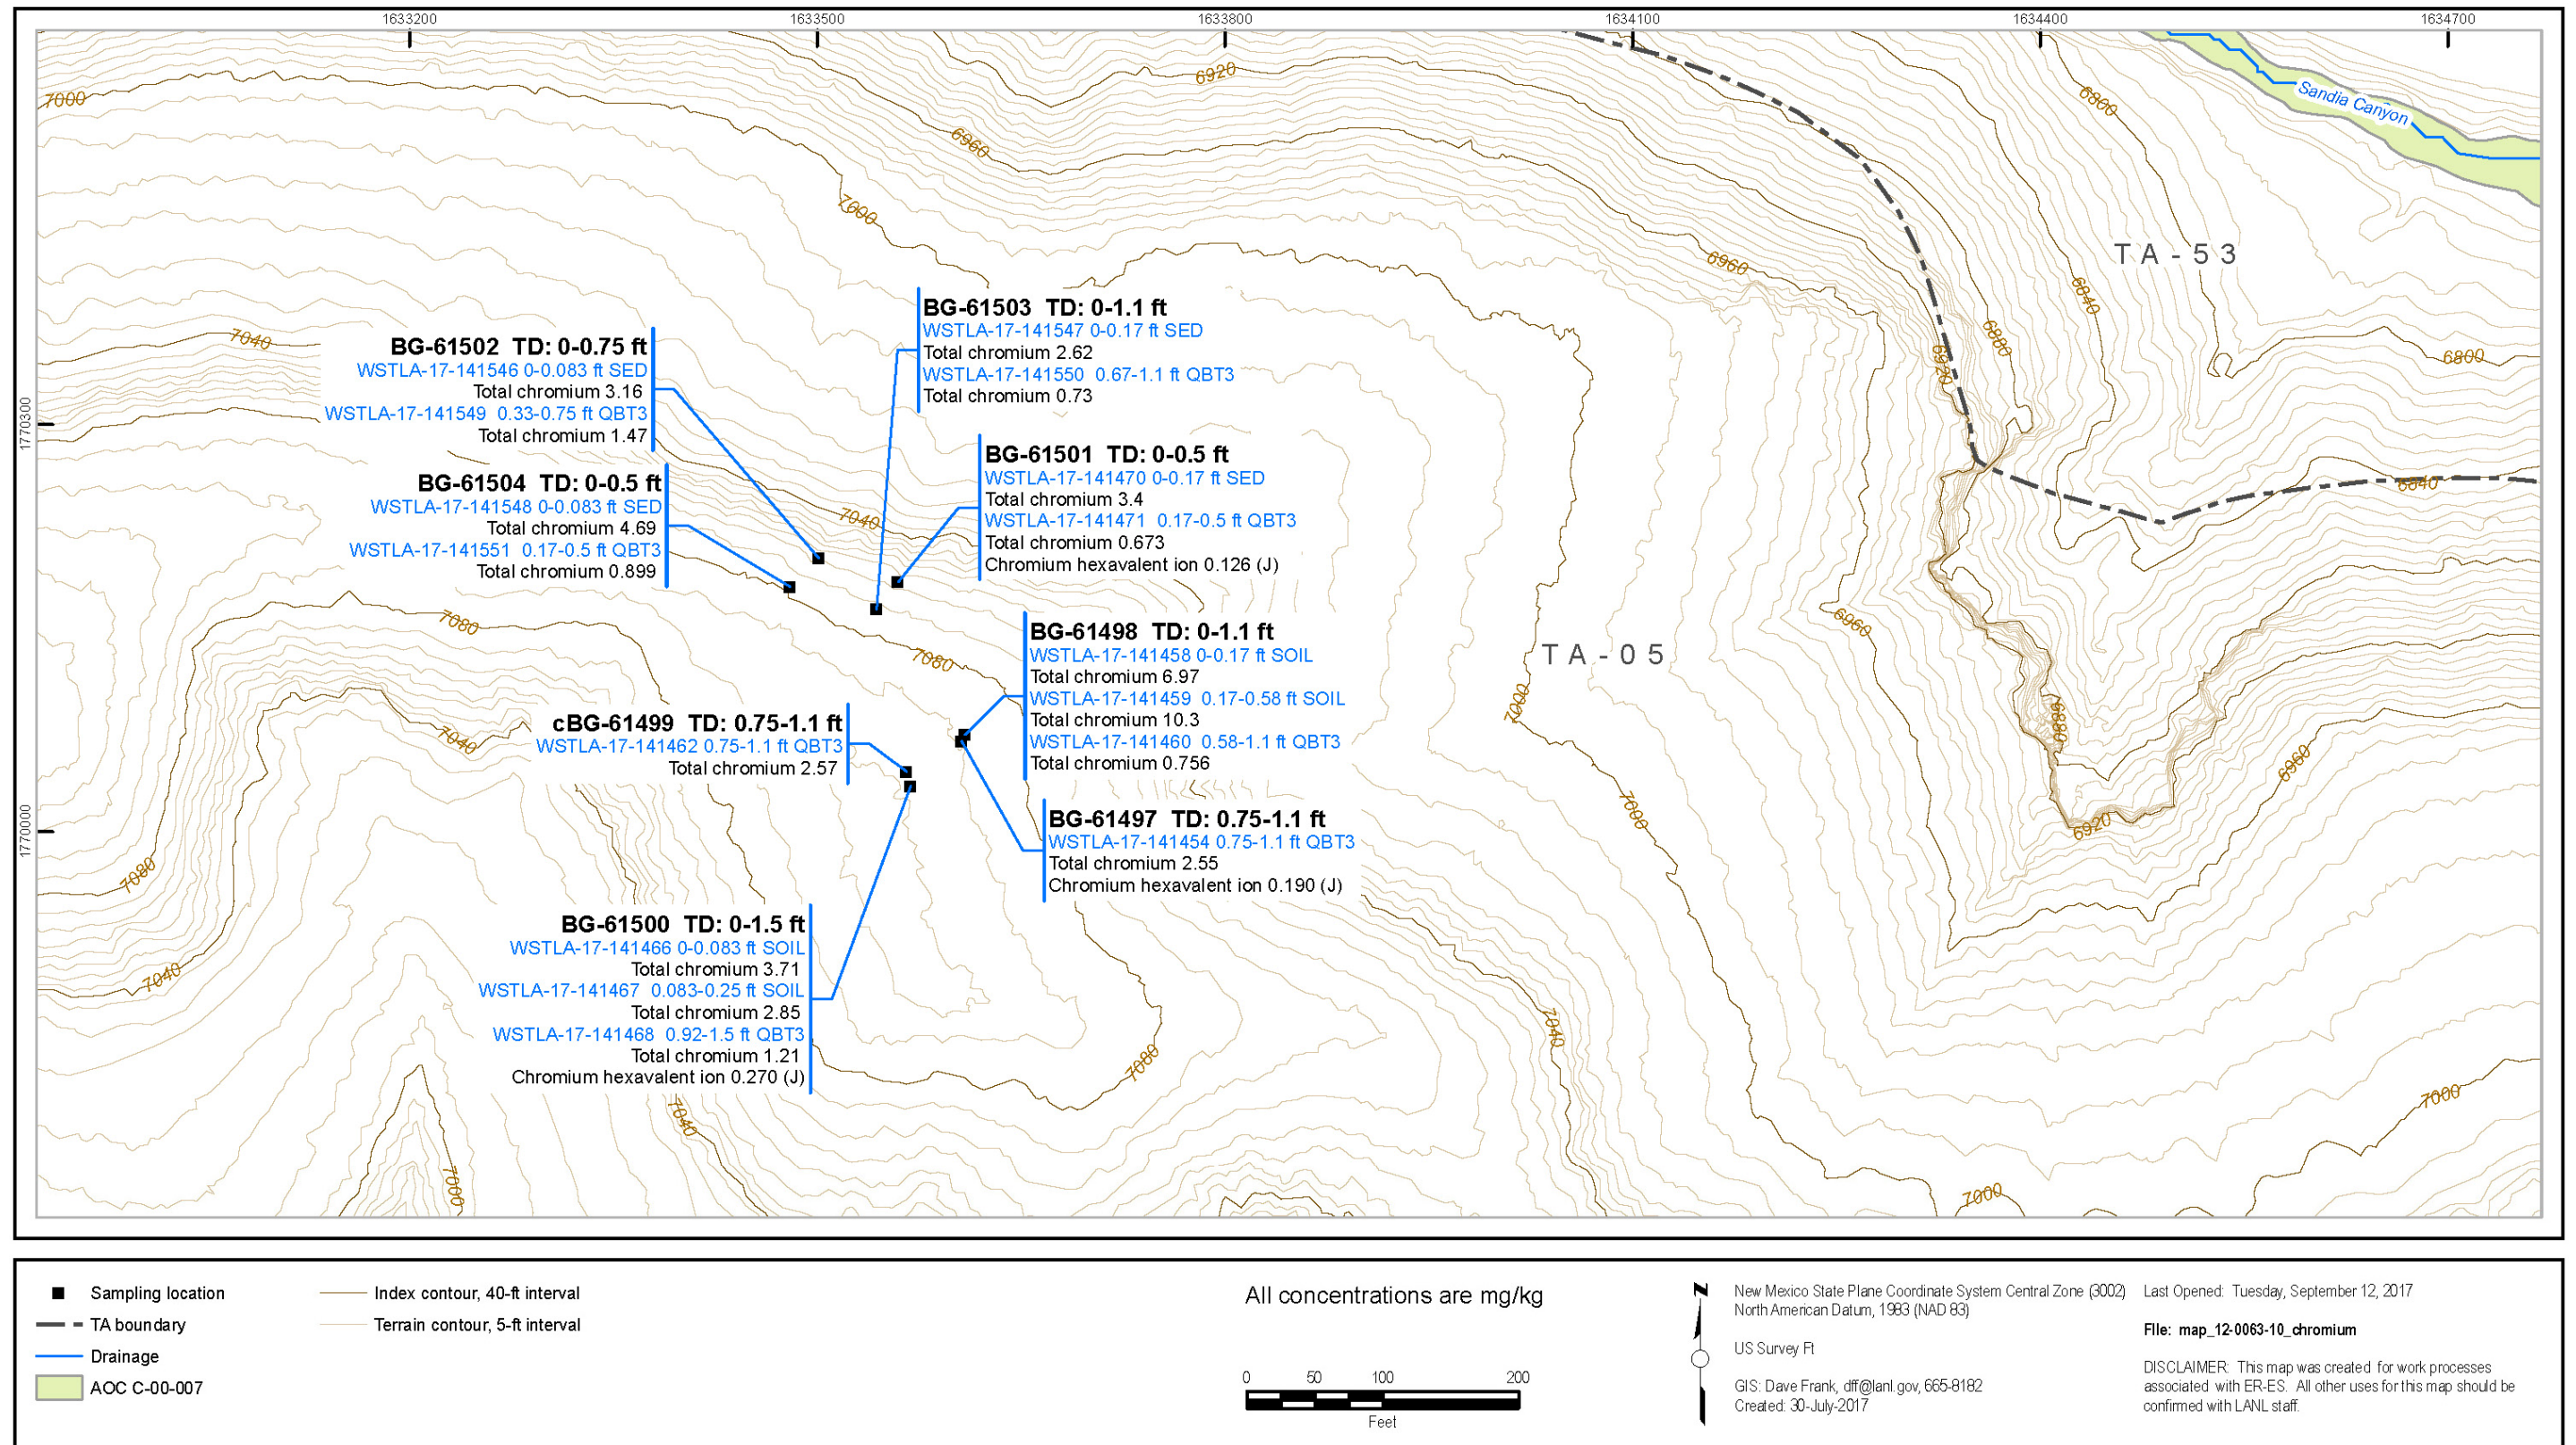 1633200
1633500
1633800
1634100
1634400
1634700
1770300
1770000
7000
6920
6960
7000
6800
Sandia Canyon
TA-53
6960
6840
6880
6920
6800
6840
7040
7040
7080
7080
7040
7080
7040
7000
6960
6880
6960
6920
7000
TA-05
7040
7080
7040
7000
7000
7000
BG-61502 TD: 0-0.75 ft
WSTLA-17-141546 0-0.083 ft SED
Total chromium 3.16
WSTLA-17-141549 0.33-0.75 ft QBT3
Total chromium 1.47
BG-61504 TD: 0-0.5 ft
WSTLA-17-141548 0-0.083 ft SED
Total chromium 4.69
WSTLA-17-141551 0.17-0.5 ft QBT3
Total chromium 0.899
BG-61503 TD: 0-1.1 ft
WSTLA-17-141547 0-0.17 ft SED
Total chromium 2.62
WSTLA-17-141550 0.67-1.1 ft QBT3
Total chromium 0.73
BG-61501 TD: 0-0.5 ft
WSTLA-17-141470 0-0.17 ft SED
Total chromium 3.4
WSTLA-17-141471 0.17-0.5 ft QBT3
Total chromium 0.673
Chromium hexavalent ion 0.126 (J)
BG-61498 TD: 0-1.1 ft
WSTLA-17-141458 0-0.17 ft SOIL
Total chromium 6.97
WSTLA-17-141459 0.17-0.58 ft SOIL
Total chromium 10.3
WSTLA-17-141460 0.58-1.1 ft QBT3
Total chromium 0.756
cBG-61499 TD: 0.75-1.1 ft
WSTLA-17-141462 0.75-1.1 ft QBT3
Total chromium 2.57
BG-61497 TD: 0.75-1.1 ft
WSTLA-17-141454 0.75-1.1 ft QBT3
Total chromium 2.55
Chromium hexavalent ion 0.190 (J)
BG-61500 TD: 0-1.5 ft
WSTLA-17-141466 0-0.083 ft SOIL
Total chromium 3.71
WSTLA-17-141467 0.083-0.25 ft SOIL
Total chromium 2.85
WSTLA-17-141468 0.92-1.5 ft QBT3
Total chromium 1.21
Chromium hexavalent ion 0.270 (J)
Sampling location
TA boundary
Drainage
AOC C-00-007
Index contour, 40-ft interval
Terrain contour, 5-ft interval
All concentrations are mg/kg
0 50 100 200
Feet
N
New Mexico State Plane Coordinate System Central Zone (3002)
North American Datum, 1983 (NAD 83)
US Survey Ft
GIS: Dave Frank, dff@lanl.gov, 665-8182
Created: 30-July-2017
Last Opened: Tuesday, September 12, 2017
File: map_12-0063-10_chromium
DISCLAIMER: This map was created for work processes
associated with ER-ES. All other uses for this map should be
confirmed with LANL staff.